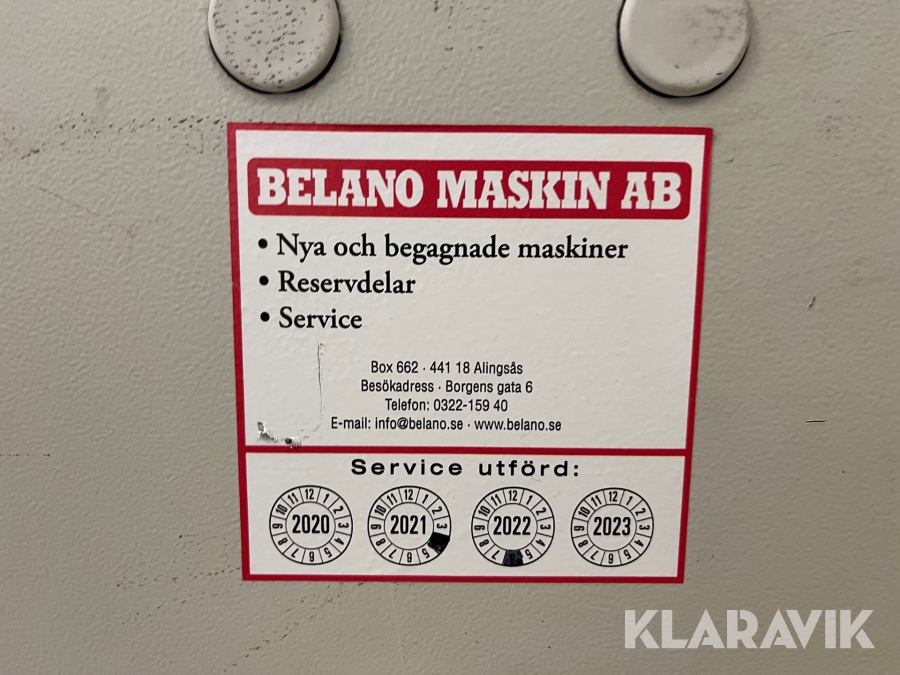 BELANO MASKIN AB
• Nya och begagnade maskiner
• Reservdelar
• Service
Box 662 · 441 18 Alingsås
Besökadress · Borgens gata 6
Telefon: 0322-159 40
E-mail: info@belano.se · www.belano.se
Service utförd:
2020 2021 2022 2023
KLARAVIK